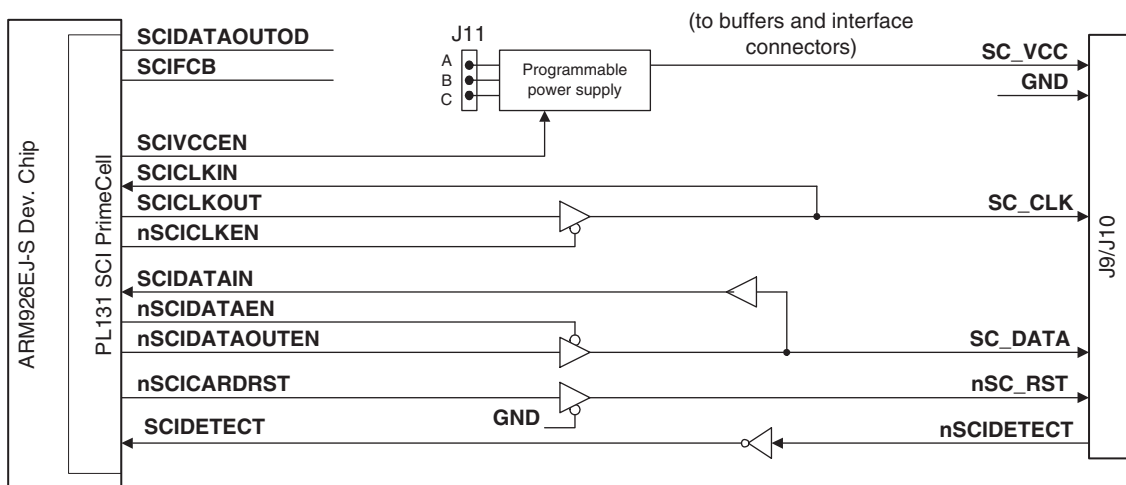 ARM926EJ-S Dev. Chip
PL131 SCI PrimeCell
SCIDATAOUTOD
SCIFCB
J11
A
B
C
Programmable
power supply
(to buffers and interface
connectors)
SC_VCC
GND
SCIVCCEN
SCICLKIN
SCICLKOUT
SC_CLK
nSCICLKEN
SCIDATAIN
nSCIDATAEN
nSCIDATAOUTEN
SC_DATA
nSCICARDRST
nSC_RST
GND
SCIDETECT
nSCIDETECT
J9/J10